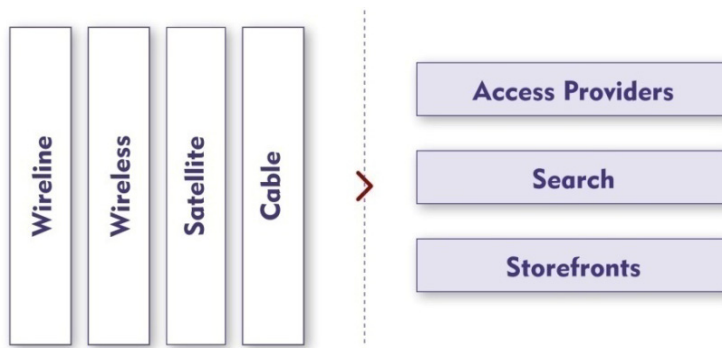 Wireline
Wireless
Satellite
Cable
Access Providers
Search
Storefronts